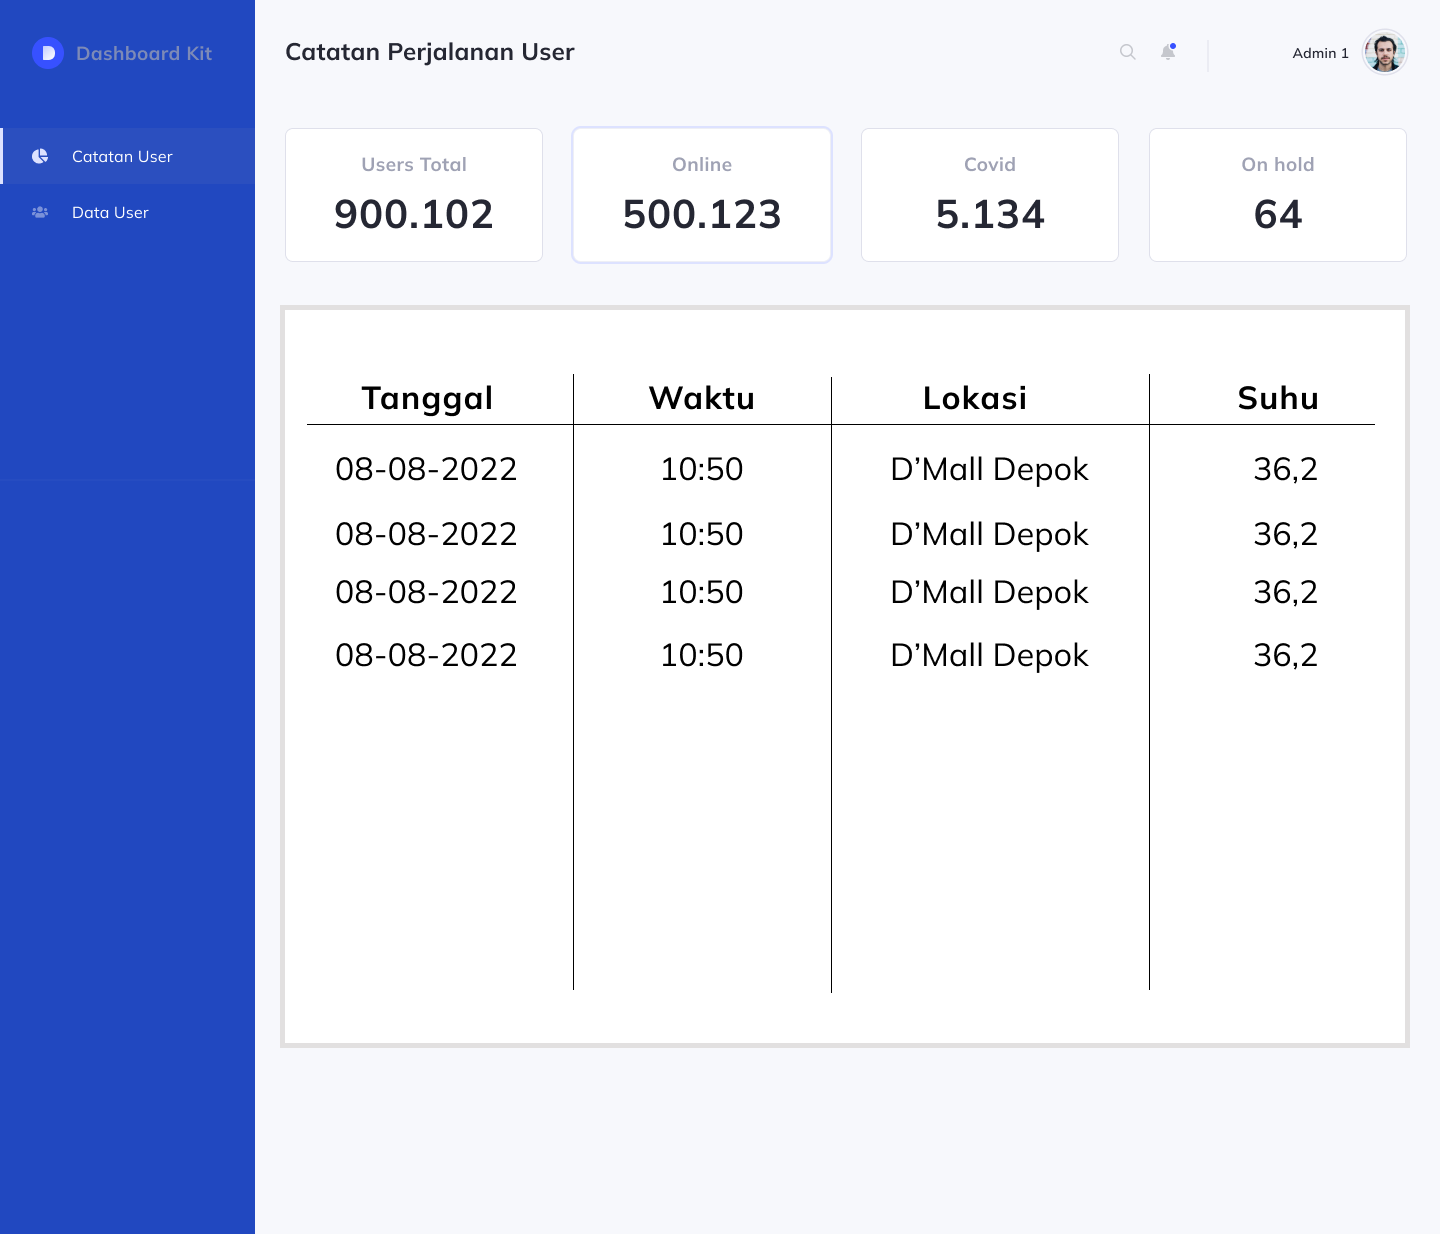 Dashboard Kit
Catatan User
Data User
Catatan Perjalanan User
Admin 1
Users Total
900.102
Online
500.123
Covid
5.134
On hold
64
Tanggal Waktu Lokasi Suhu
08-08-2022 10:50 D’Mall Depok 36,2
08-08-2022 10:50 D’Mall Depok 36,2
08-08-2022 10:50 D’Mall Depok 36,2
08-08-2022 10:50 D’Mall Depok 36,2